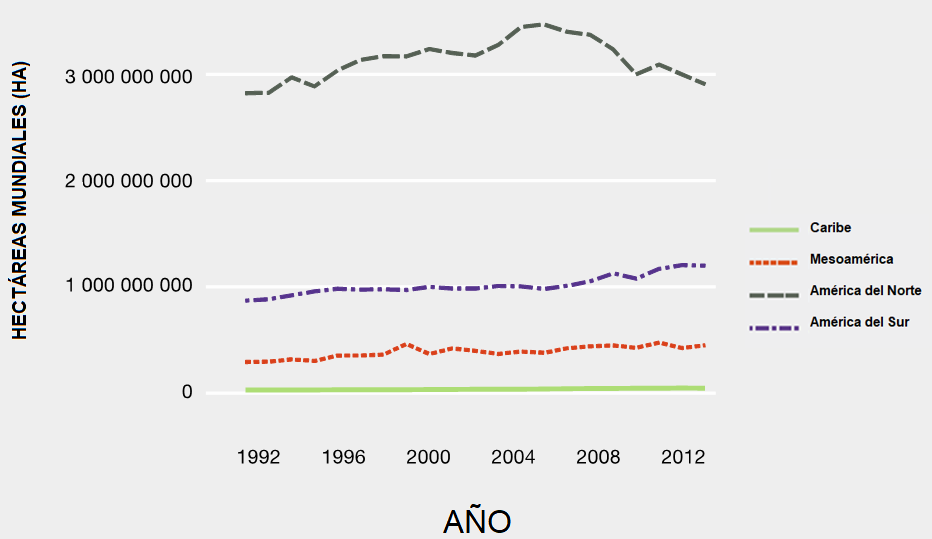 HECTÁREAS MUNDIALES (HA)
3 000 000 000
2 000 000 000
1 000 000 000
0
1992 1996 2000 2004 2008 2012
AÑO
Caribe
Mesoamérica
América del Norte
América del Sur